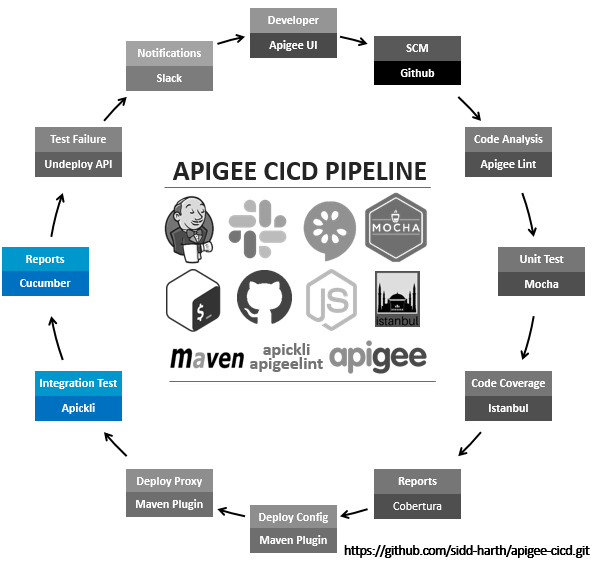 Developer
Apigee UI
SCM
Github
Code Analysis
Apigee Lint
Unit Test
Mocha
Code Coverage
Istanbul
Reports
Cobertura
Deploy Config
Maven Plugin
Deploy Proxy
Maven Plugin
Integration Test
Apickli
Reports
Cucumber
Test Failure
Undeploy API
Notifications
Slack
APIGEE CICD PIPELINE
MOCHA
$_
JS
istanbul
maven
apickli
apigeelint
apigee
https://github.com/sidd-harth/apigee-cicd.git